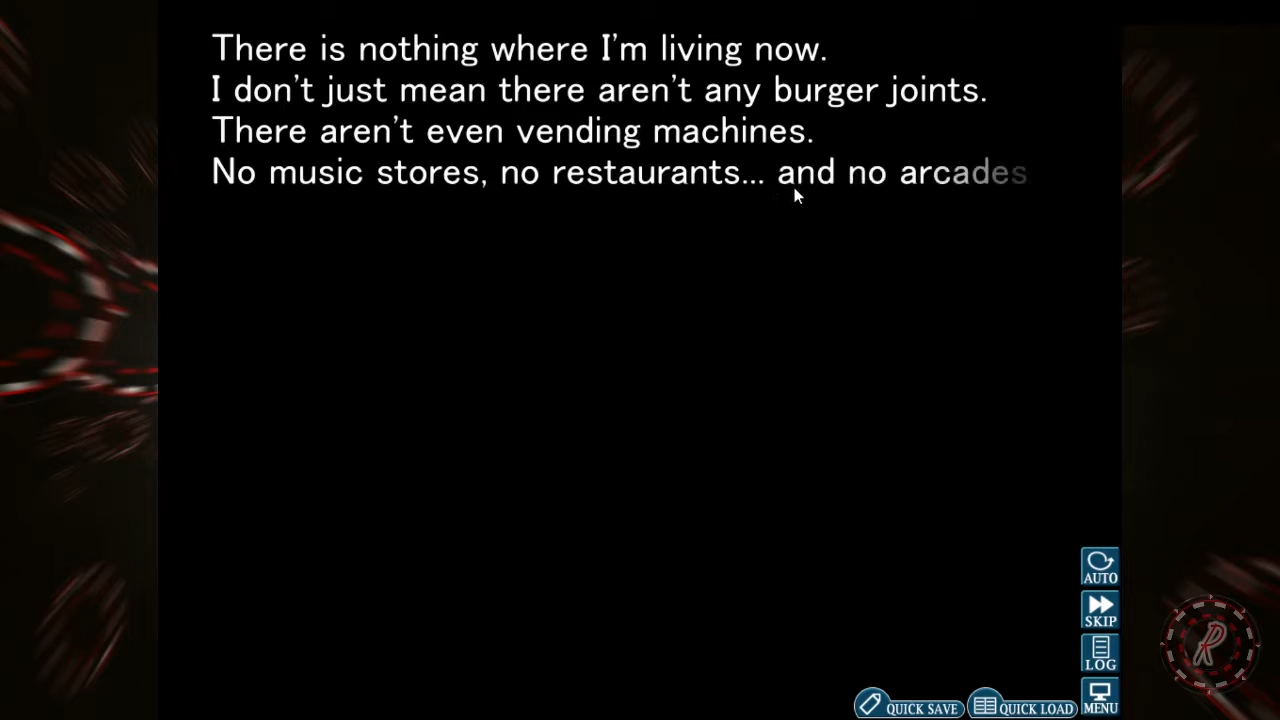 There is nothing where I'm living now.
I don't just mean there aren't any burger joints.
There aren't even vending machines.
No music stores, no restaurants... and no arcades
AUTO
SKIP
LOG
MENU
QUICK SAVE
QUICK LOAD
R